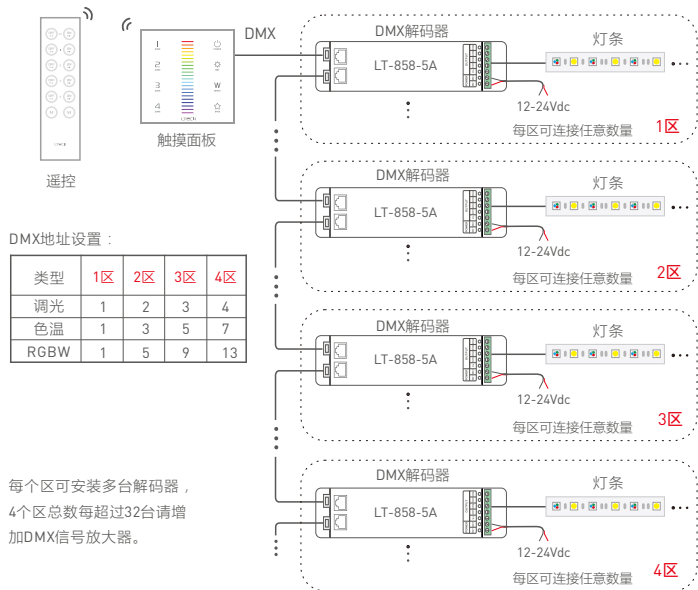 DMX
1
2
3
4
W
LTECH
触摸面板
LTECH
遥控
DMX解码器
LT-858-5A
灯条
12-24Vdc
每区可连接任意数量
1区
DMX解码器
LT-858-5A
灯条
12-24Vdc
每区可连接任意数量
2区
DMX地址设置：
类型 1区 2区 3区 4区
调光 1 2 3 4
色温 1 3 5 7
RGBW 1 5 9 13
DMX解码器
LT-858-5A
灯条
12-24Vdc
每区可连接任意数量
3区
每个区可安装多台解码器，
4个区总数每超过32台请增
加DMX信号放大器。
DMX解码器
LT-858-5A
灯条
12-24Vdc
每区可连接任意数量
4区